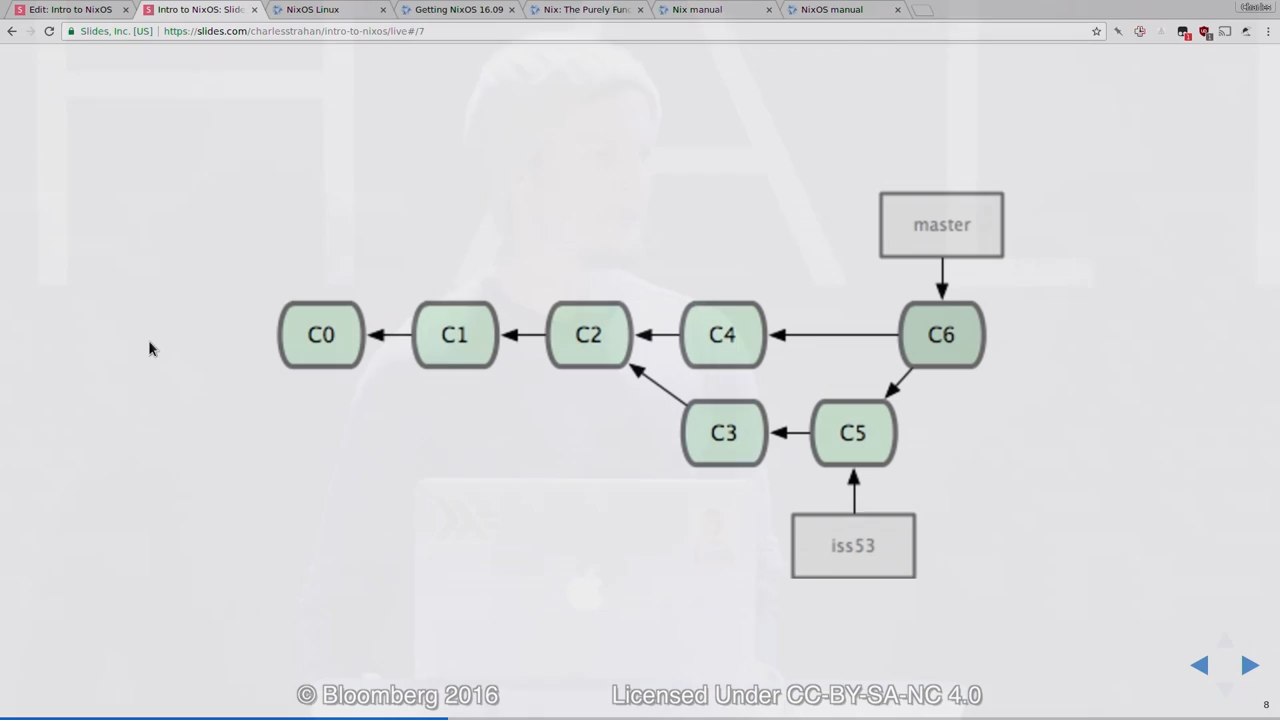 Edit: Intro to NixOS
Intro to NixOS: Slide
NixOS Linux
Getting NixOS 16.09
Nix: The Purely Func
Nix manual
NixOS manual
Charles
Slides, Inc. [US]
https://slides.com/charlesstrahan/intro-to-nixos/live#/7
master
C0
C1
C2
C4
C6
C3
C5
iss53
© Bloomberg 2016
Licensed Under CC-BY-SA-NC 4.0
8